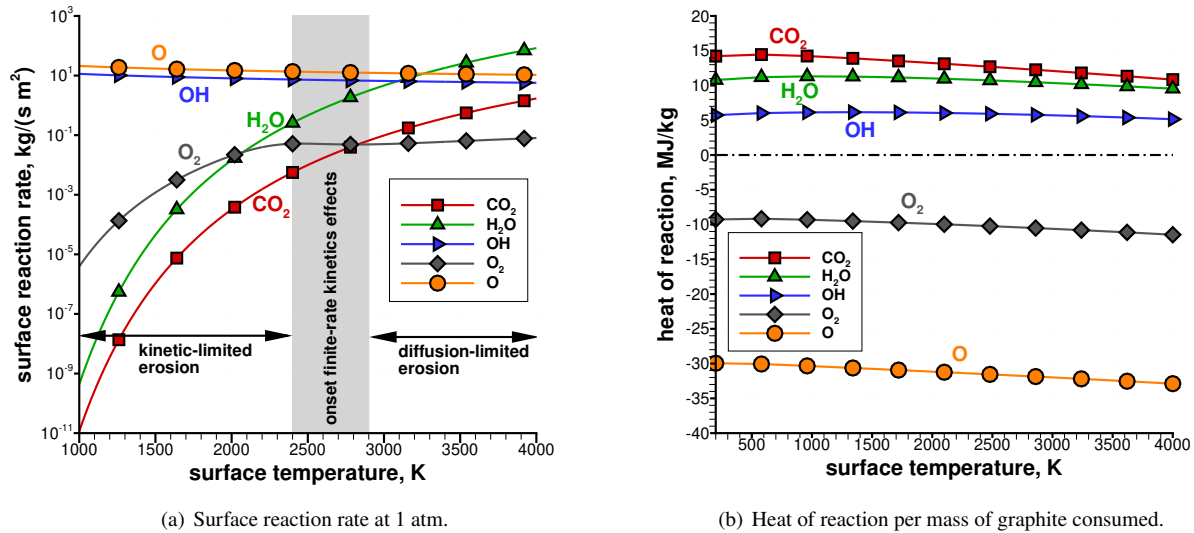 10³
10¹
10⁻¹
10⁻³
10⁻⁵
10⁻⁷
10⁻⁹
10⁻¹¹
surface reaction rate, kg/(s m²)
O
OH
H₂O
O₂
CO₂
onset finite-rate kinetics effects
CO₂
H₂O
OH
O₂
O
kinetic-limited
erosion
diffusion-limited
erosion
1000 1500 2000 2500 3000 3500 4000
surface temperature, K
(a) Surface reaction rate at 1 atm.
20
15
10
5
0
-5
-10
-15
-20
-25
-30
-35
-40
heat of reaction, MJ/kg
CO₂
H₂O
OH
O₂
CO₂
H₂O
OH
O₂
O
O
500 1000 1500 2000 2500 3000 3500 4000
surface temperature, K
(b) Heat of reaction per mass of graphite consumed.